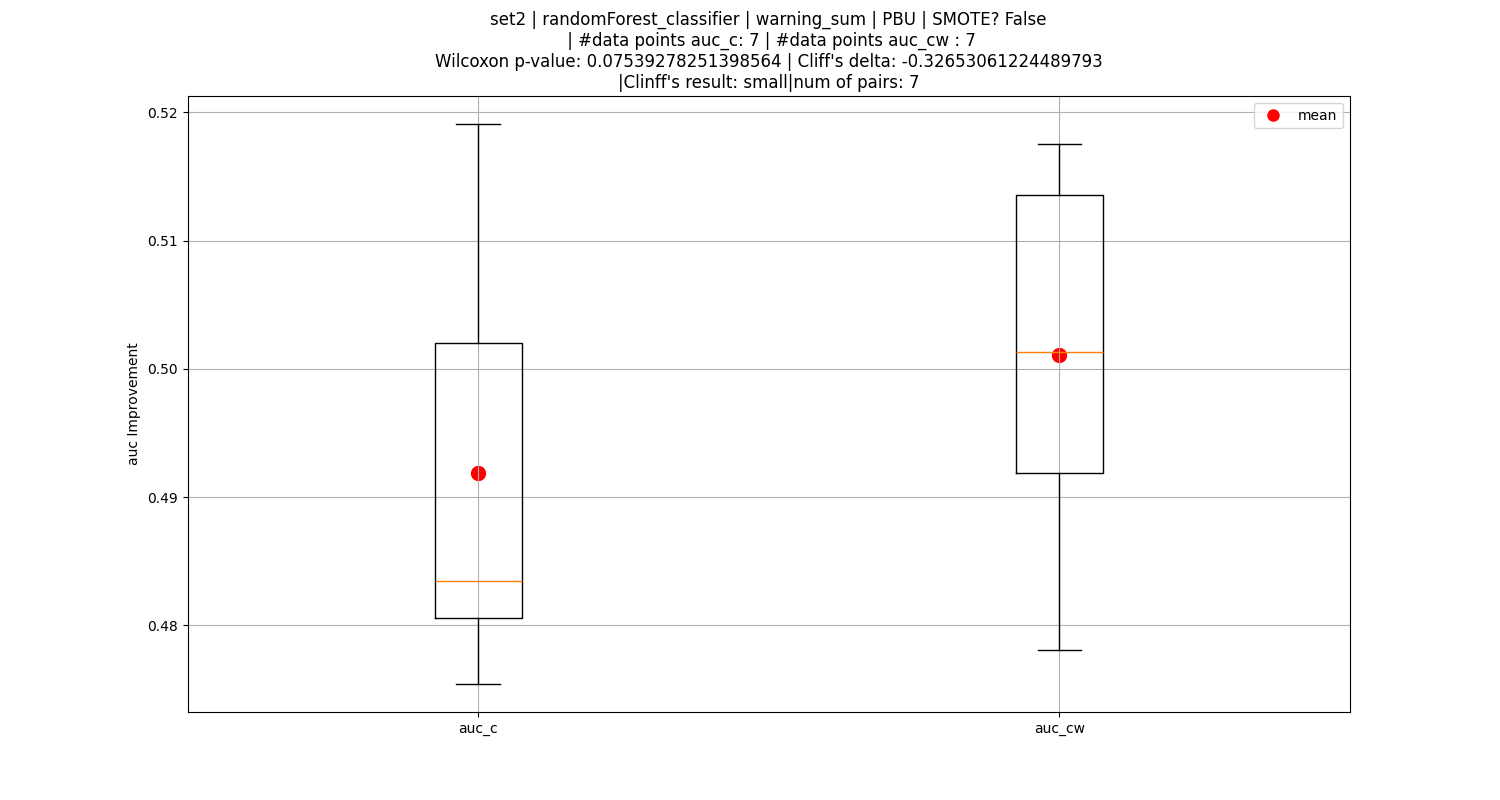 set2 | randomForest_classifier | warning_sum | PBU | SMOTE? False
| #data points auc_c: 7 | #data points auc_cw : 7
Wilcoxon p-value: 0.07539278251398564 | Cliff's delta: -0.32653061224489793
|Clinff's result: small|num of pairs: 7
mean
0.52
0.51
0.50
0.49
0.48
auc Improvement
auc_c
auc_cw